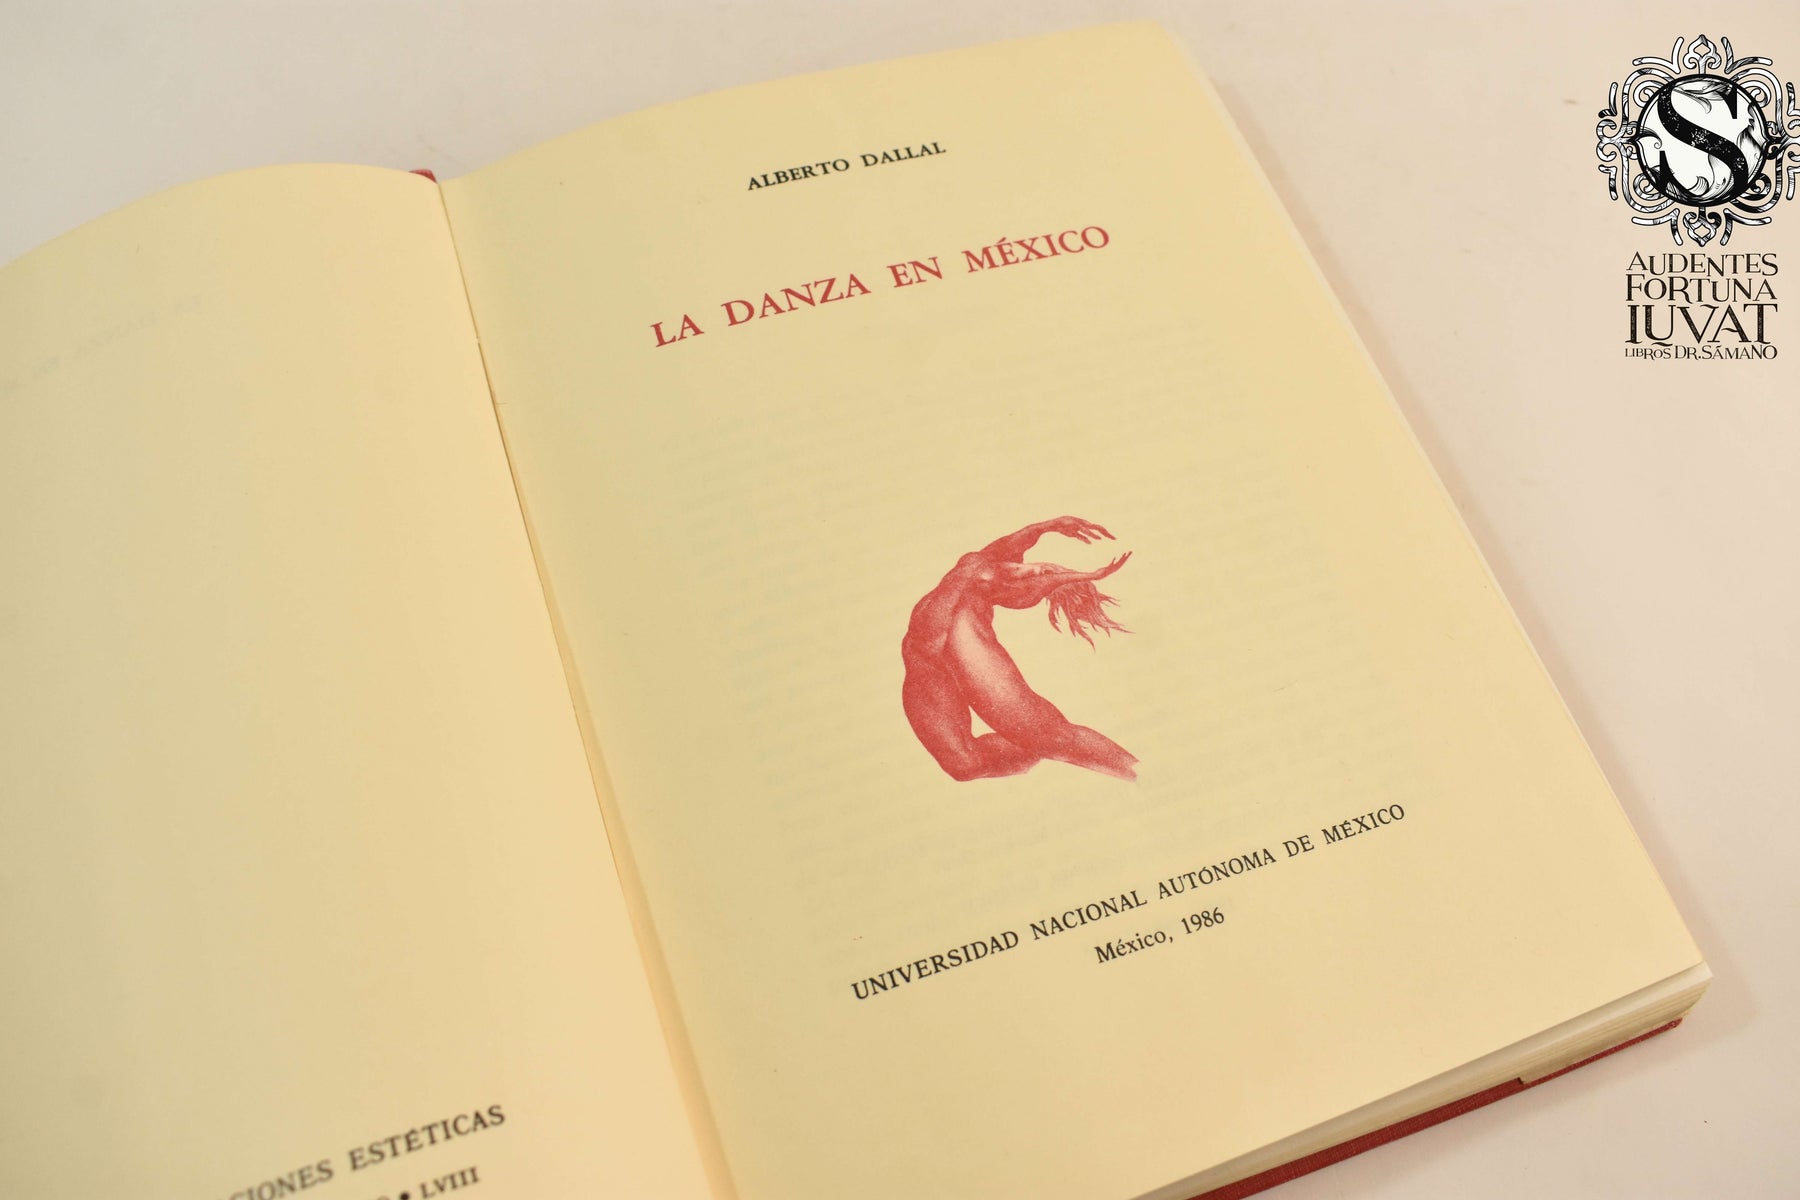 ALBERTO DALLAL
LA DANZA EN MÉXICO
UNIVERSIDAD NACIONAL AUTÓNOMA DE MÉXICO
México, 1986
ESTÉTICAS
• LVIII
S
AUDENTES
FORTUNA
IUVAT
LIBROS DR. SÁMANO